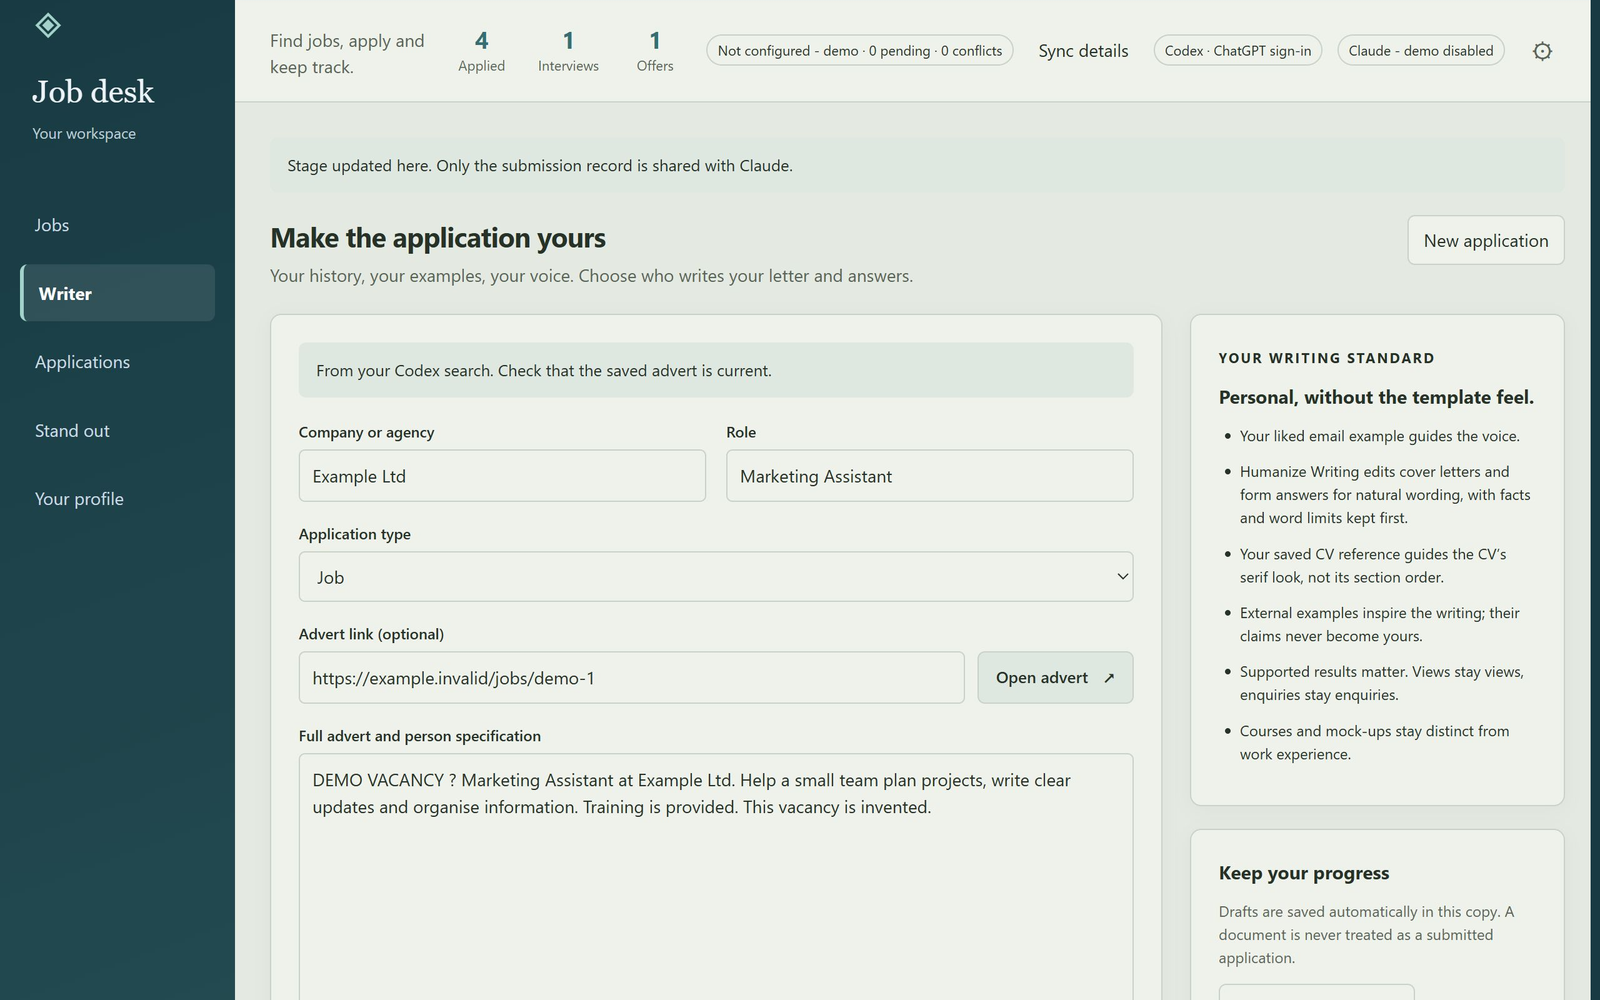 Job desk
Your workspace
Jobs
Writer
Applications
Stand out
Your profile
Find jobs, apply and
keep track.
4
Applied
1
Interviews
1
Offers
Not configured - demo · 0 pending · 0 conflicts
Sync details
Codex · ChatGPT sign-in
Claude - demo disabled
Stage updated here. Only the submission record is shared with Claude.
Make the application yours
Your history, your examples, your voice. Choose who writes your letter and answers.
New application
From your Codex search. Check that the saved advert is current.
Company or agency
Example Ltd
Role
Marketing Assistant
Application type
Job
Advert link (optional)
https://example.invalid/jobs/demo-1
Open advert ↗
Full advert and person specification
DEMO VACANCY ? Marketing Assistant at Example Ltd. Help a small team plan projects, write clear
updates and organise information. Training is provided. This vacancy is invented.
YOUR WRITING STANDARD
Personal, without the template feel.
• Your liked email example guides the voice.
• Humanize Writing edits cover letters and
form answers for natural wording, with facts
and word limits kept first.
• Your saved CV reference guides the CV’s
serif look, not its section order.
• External examples inspire the writing; their
claims never become yours.
• Supported results matter. Views stay views,
enquiries stay enquiries.
• Courses and mock-ups stay distinct from
work experience.
Keep your progress
Drafts are saved automatically in this copy. A
document is never treated as a submitted
application.